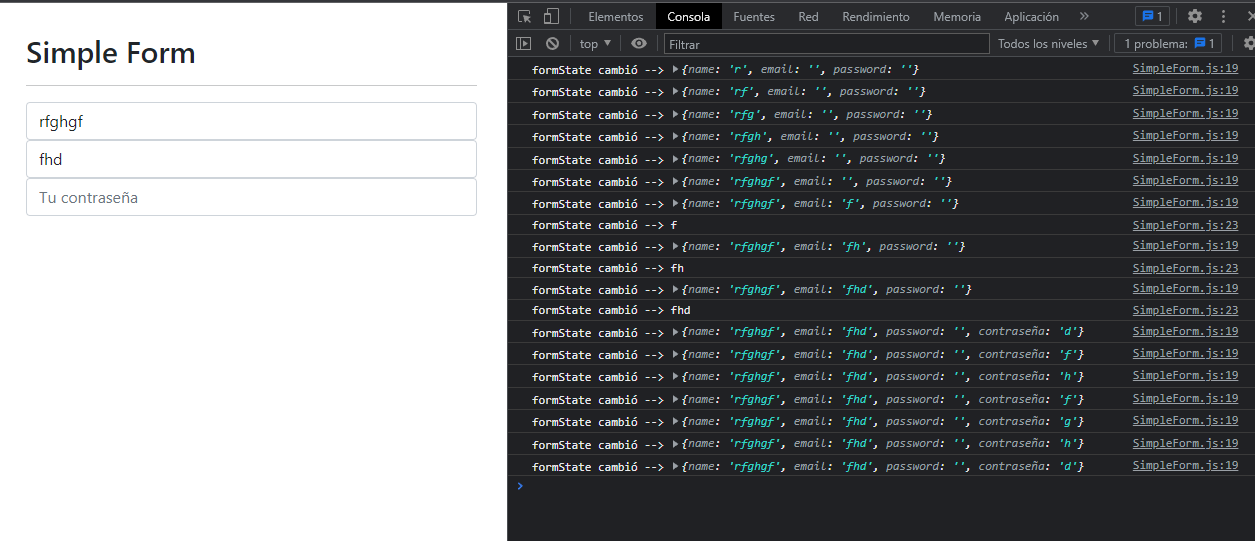 Simple Form
rfghgf
fhd
Tu contraseña
Elementos Consola Fuentes Red Rendimiento Memoria Aplicación » 1
top Filtrar Todos los niveles 1 problema: 1
formState cambió --> {name: 'r', email: '', password: ''} SimpleForm.js:19
formState cambió --> {name: 'rf', email: '', password: ''} SimpleForm.js:19
formState cambió --> {name: 'rfg', email: '', password: ''} SimpleForm.js:19
formState cambió --> {name: 'rfgh', email: '', password: ''} SimpleForm.js:19
formState cambió --> {name: 'rfghg', email: '', password: ''} SimpleForm.js:19
formState cambió --> {name: 'rfghgf', email: '', password: ''} SimpleForm.js:19
formState cambió --> {name: 'rfghgf', email: 'f', password: ''} SimpleForm.js:19
formState cambió --> f SimpleForm.js:23
formState cambió --> {name: 'rfghgf', email: 'fh', password: ''} SimpleForm.js:19
formState cambió --> fh SimpleForm.js:23
formState cambió --> {name: 'rfghgf', email: 'fhd', password: ''} SimpleForm.js:19
formState cambió --> fhd SimpleForm.js:23
formState cambió --> {name: 'rfghgf', email: 'fhd', password: '', contraseña: 'd'} SimpleForm.js:19
formState cambió --> {name: 'rfghgf', email: 'fhd', password: '', contraseña: 'f'} SimpleForm.js:19
formState cambió --> {name: 'rfghgf', email: 'fhd', password: '', contraseña: 'h'} SimpleForm.js:19
formState cambió --> {name: 'rfghgf', email: 'fhd', password: '', contraseña: 'f'} SimpleForm.js:19
formState cambió --> {name: 'rfghgf', email: 'fhd', password: '', contraseña: 'g'} SimpleForm.js:19
formState cambió --> {name: 'rfghgf', email: 'fhd', password: '', contraseña: 'h'} SimpleForm.js:19
formState cambió --> {name: 'rfghgf', email: 'fhd', password: '', contraseña: 'd'} SimpleForm.js:19